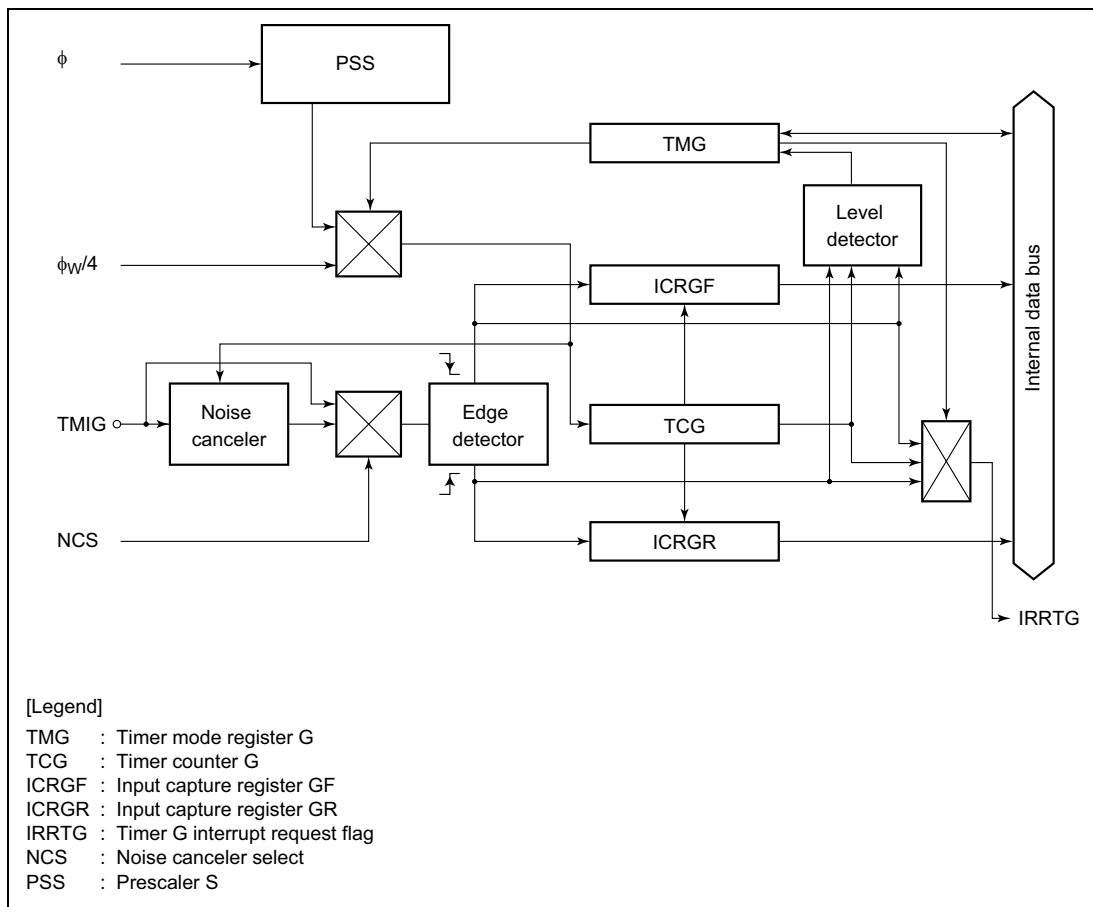 ϕ
PSS
TMG
Level
detector
ϕW/4
ICRGF
Internal data bus
TMIG
Noise
canceler
Edge
detector
TCG
NCS
ICRGR
IRRTG
[Legend]
TMG : Timer mode register G
TCG : Timer counter G
ICRGF : Input capture register GF
ICRGR : Input capture register GR
IRRTG : Timer G interrupt request flag
NCS : Noise canceler select
PSS : Prescaler S